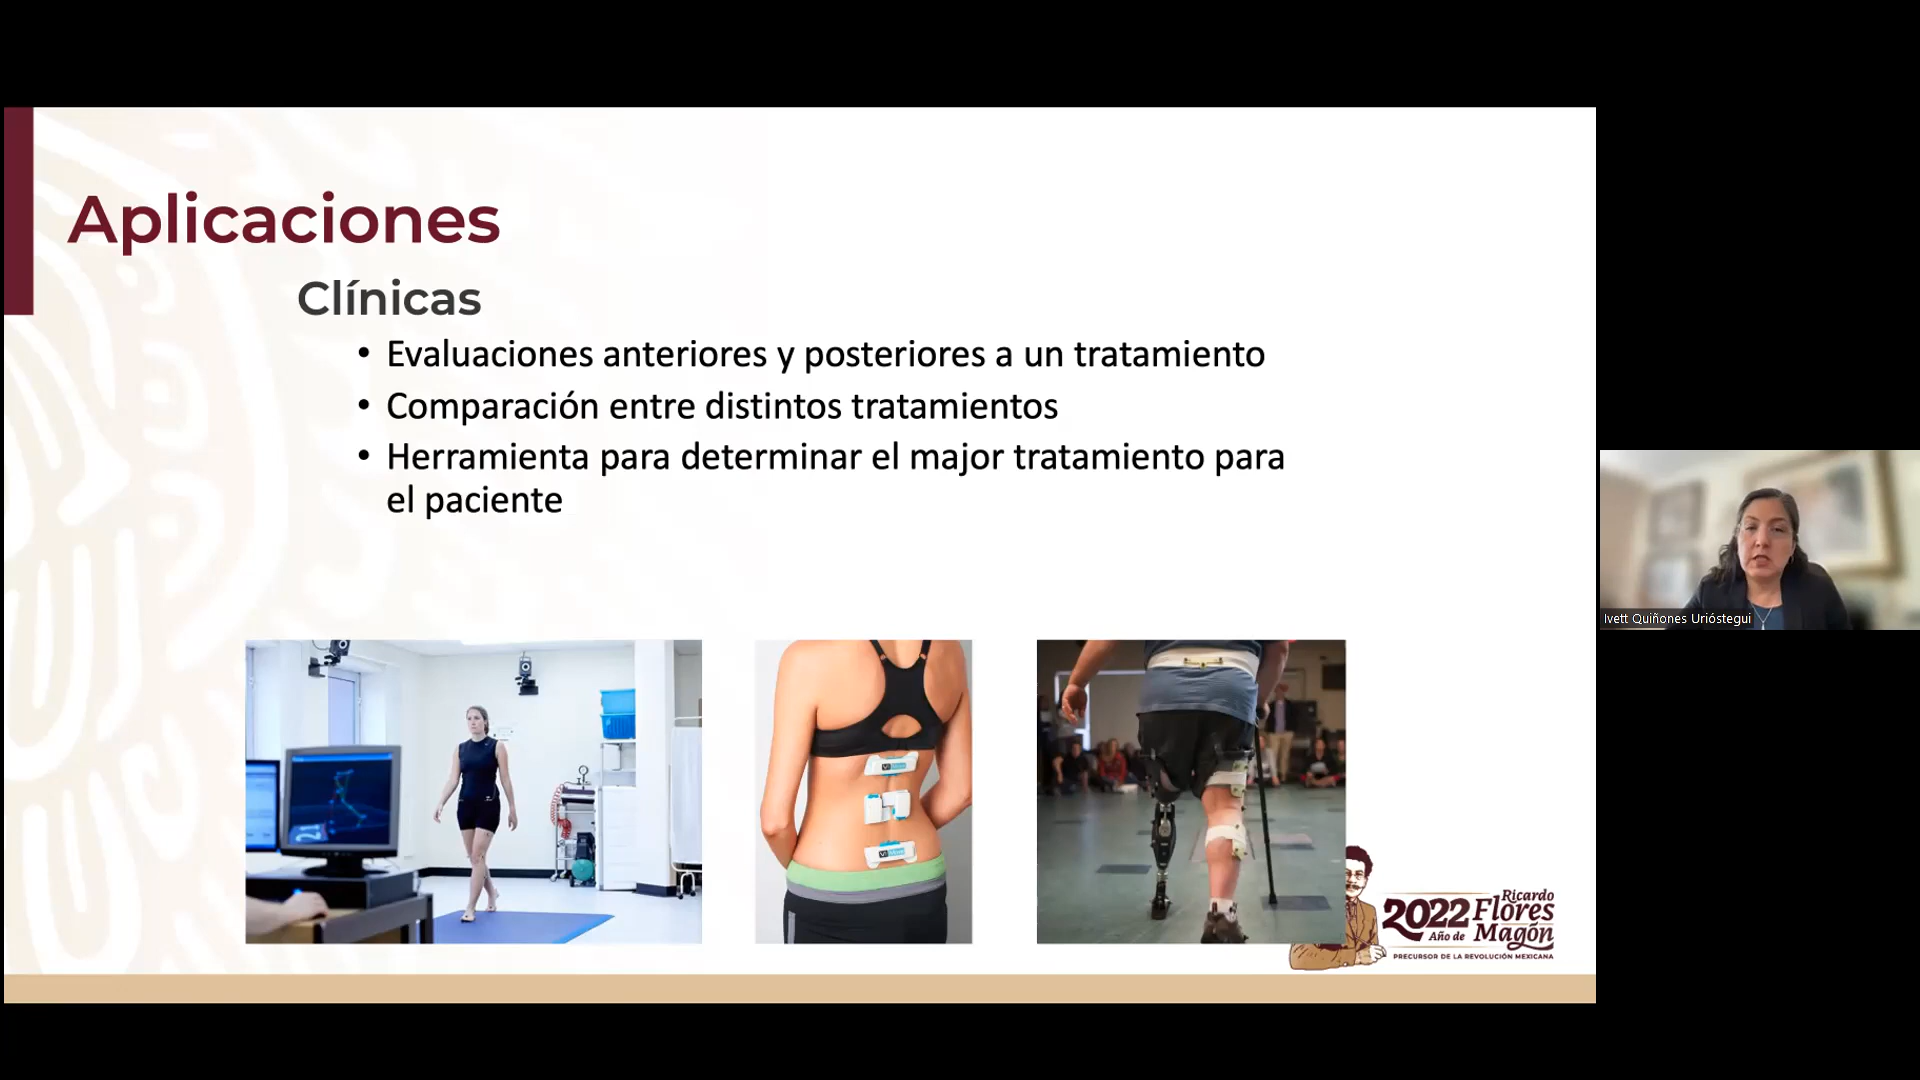 Aplicaciones
Clínicas
• Evaluaciones anteriores y posteriores a un tratamiento
• Comparación entre distintos tratamientos
• Herramienta para determinar el major tratamiento para
el paciente
Ivett Quiñones Urióstegui
2022
Año de
Ricardo
Flores
Magón
PRECURSOR DE LA REVOLUCIÓN MEXICANA